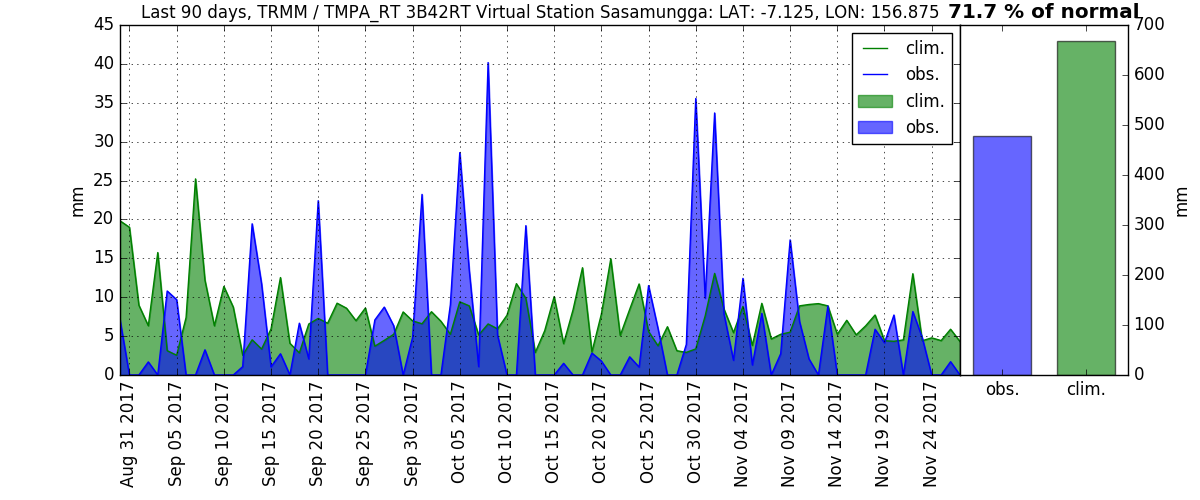 Last 90 days, TRMM / TMPA_RT 3B42RT Virtual Station Sasamungga: LAT: -7.125, LON: 156.875 71.7 % of normal
45
40
35
30
25
20
15
10
5
0
mm
clim.
obs.
clim.
obs.
Aug 31 2017
Sep 05 2017
Sep 10 2017
Sep 15 2017
Sep 20 2017
Sep 25 2017
Sep 30 2017
Oct 05 2017
Oct 10 2017
Oct 15 2017
Oct 20 2017
Oct 25 2017
Oct 30 2017
Nov 04 2017
Nov 09 2017
Nov 14 2017
Nov 19 2017
Nov 24 2017
700
600
500
400
300
200
100
0
mm
obs. clim.